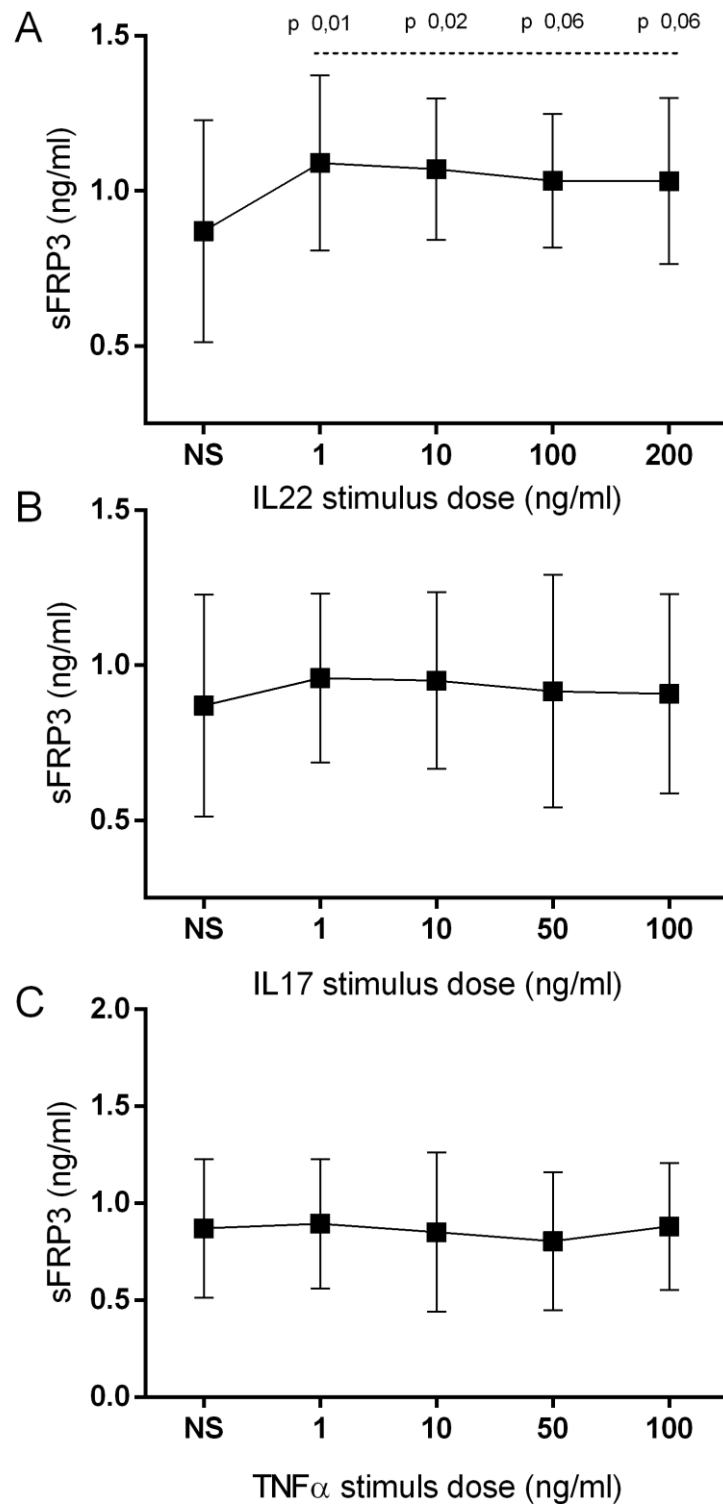 A
p 0,01 p 0,02 p 0,06 p 0,06
1.5
1.0
0.5
sFRP3 (ng/ml)
NS 1 10 100 200
IL22 stimulus dose (ng/ml)
B
1.5
1.0
0.5
sFRP3 (ng/ml)
NS 1 10 50 100
IL17 stimulus dose (ng/ml)
C
2.0
1.5
1.0
0.5
0.0
sFRP3 (ng/ml)
NS 1 10 50 100
TNFα stimuls dose (ng/ml)